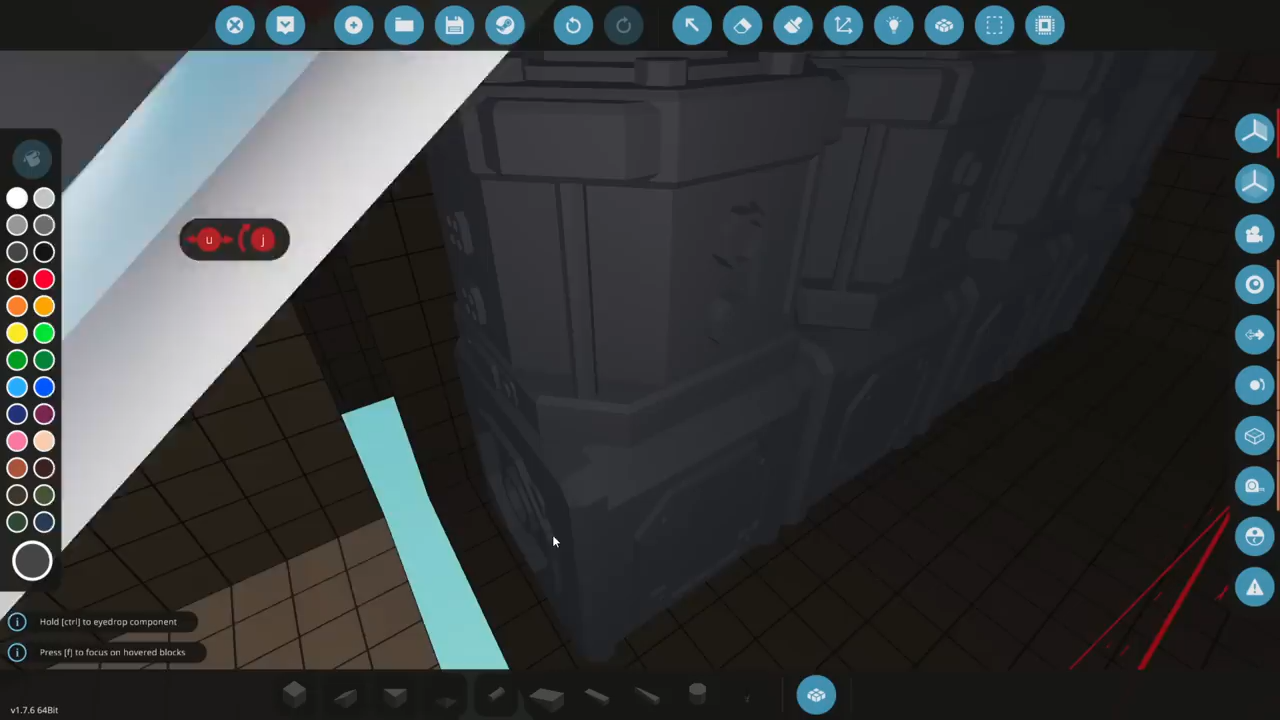 u j
Hold [ctrl] to eyedrop component
Press [f] to focus on hovered blocks
v1.7.6 64Bit